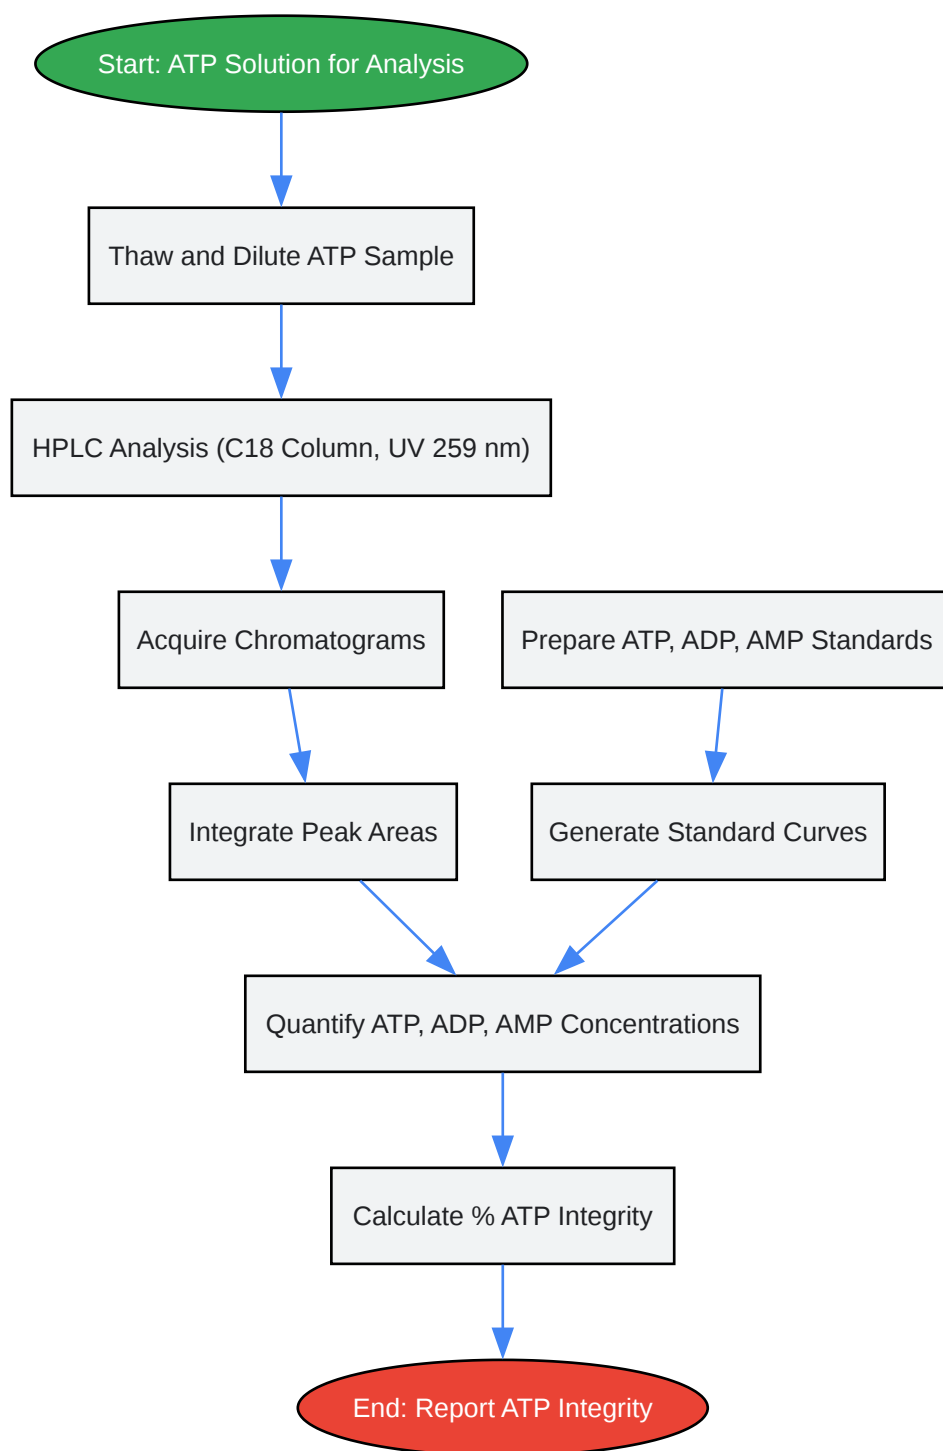 Start: ATP Solution for Analysis
Thaw and Dilute ATP Sample
HPLC Analysis (C18 Column, UV 259 nm)
Acquire Chromatograms
Prepare ATP, ADP, AMP Standards
Integrate Peak Areas
Generate Standard Curves
Quantify ATP, ADP, AMP Concentrations
Calculate % ATP Integrity
End: Report ATP Integrity